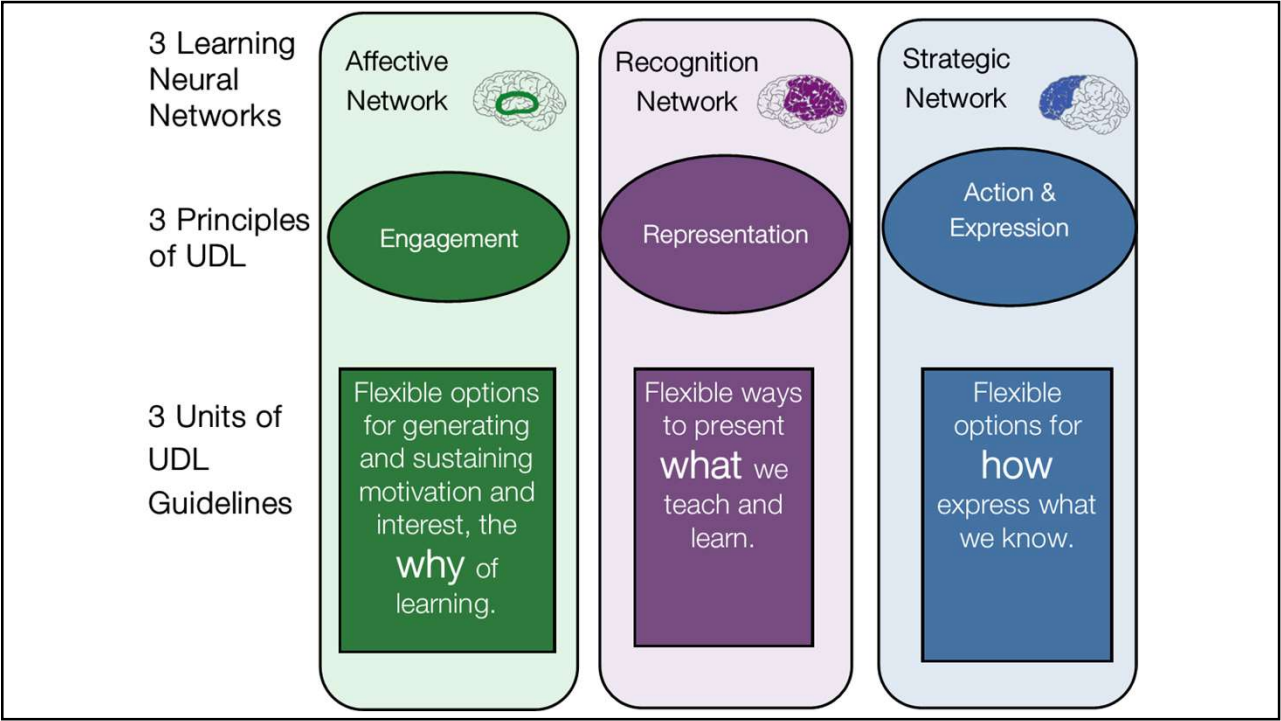 3 Learning
Neural
Networks
Affective
Network
Recognition
Network
Strategic
Network
3 Principles
of UDL
Engagement
Representation
Action &
Expression
3 Units of
UDL
Guidelines
Flexible options
for generating
and sustaining
motivation and
interest, the
why of
learning.
Flexible ways
to present
what we
teach and
learn.
Flexible
options for
how
express what
we know.